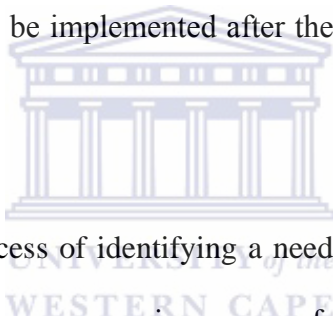 be implemented after the
cess of identifying a need
UNIVERSITY of the
WESTERN CAPE